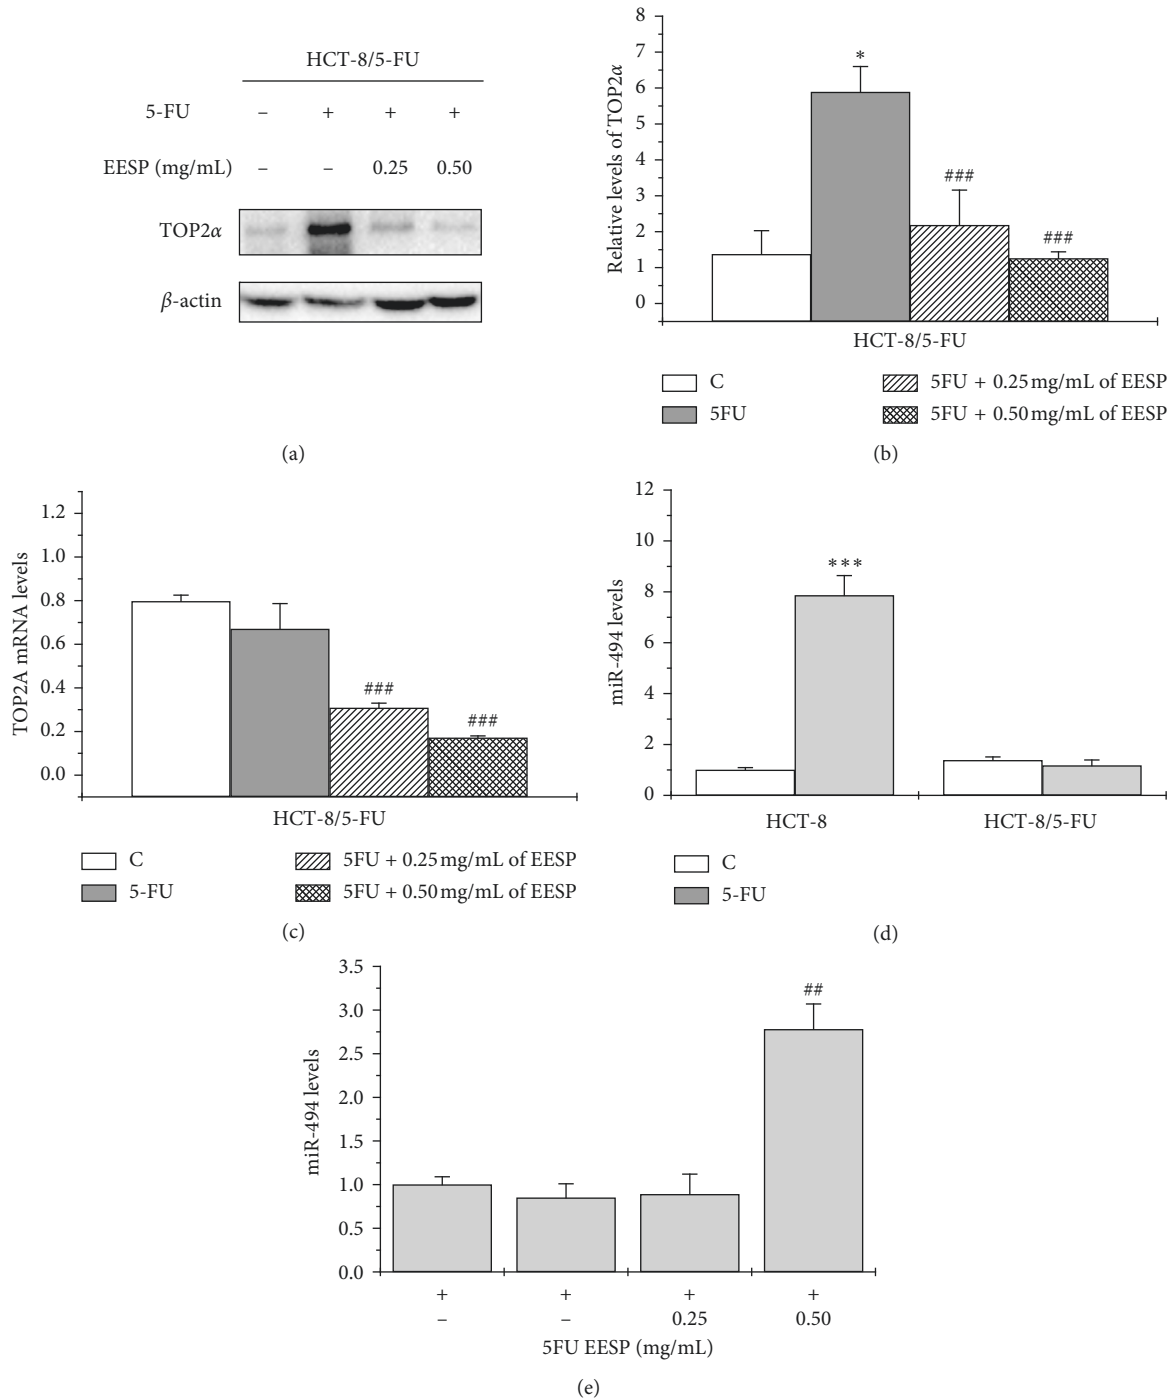 HCT-8/5-FU
5-FU – + + +
EESP (mg/mL) – – 0.25 0.50
TOP2α
β-actin
(a)
Relative levels of TOP2α
8
7
6
5
4
3
2
1
0
*
###
###
HCT-8/5-FU
C
5FU
5FU + 0.25 mg/mL of EESP
5FU + 0.50 mg/mL of EESP
(b)
TOP2A mRNA levels
1.2
1.0
0.8
0.6
0.4
0.2
0.0
###
###
HCT-8/5-FU
C
5-FU
5FU + 0.25 mg/mL of EESP
5FU + 0.50 mg/mL of EESP
(c)
miR-494 levels
12
10
8
6
4
2
0
***
HCT-8
HCT-8/5-FU
C
5-FU
(d)
miR-494 levels
3.5
3.0
2.5
2.0
1.5
1.0
0.5
0.0
##
+ + + +
– – 0.25 0.50
5FU EESP (mg/mL)
(e)